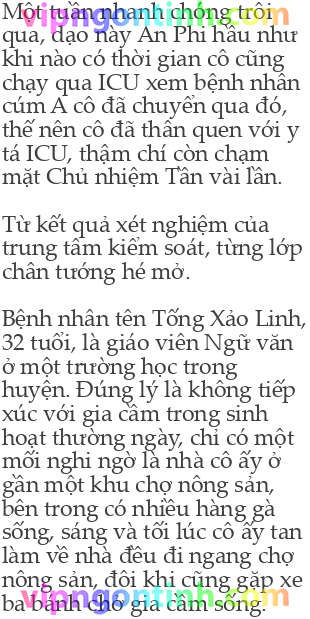 Một tuần nhanh chóng trôi
qua, dạo này An Phi hầu như
khi nào có thời gian cô cũng
chạy qua ICU xem bệnh nhân
cúm A cô đã chuyển qua đó,
thế nên cô đã thân quen với y
tá ICU, thậm chí còn chạm
mặt Chủ nhiệm Tần vài lần.
Từ kết quả xét nghiệm của
trung tâm kiểm soát, từng lớp
chân tướng hé mở.
Bệnh nhân tên Tống Xảo Linh,
32 tuổi, là giáo viên Ngữ văn
ở một trường học trong
huyện. Đúng lý là không tiếp
xúc với gia cầm trong sinh
hoạt thường ngày, chỉ có một
mối nghi ngờ là nhà cô ấy ở
gần một khu chợ nông sản,
bên trong có nhiều hàng gà
sống, sáng và tối lúc cô ấy tan
làm về nhà đều đi ngang chợ
nông sản, đôi khi cũng gặp xe
ba bánh chở gia cầm sống.
vipngontinh.com
vipngontinh.com